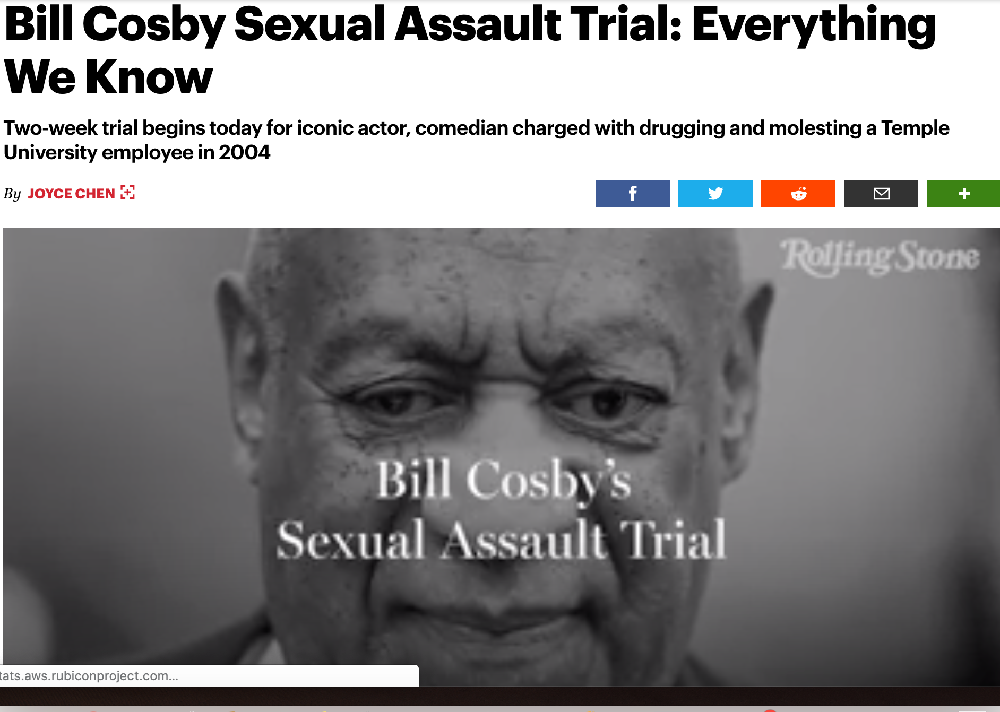 Bill Cosby Sexual Assault Trial: Everything
We Know
Two-week trial begins today for iconic actor, comedian charged with drugging and molesting a Temple
University employee in 2004
By JOYCE CHEN
Rolling Stone
Bill Cosby’s
Sexual Assault Trial
tats.aws.rubiconproject.com...